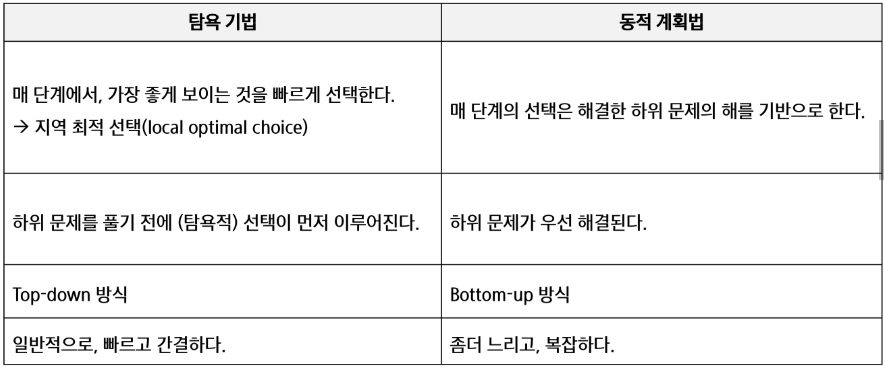 탐욕 기법
동적 계획법
매 단계에서, 가장 좋게 보이는 것을 빠르게 선택한다.
→ 지역 최적 선택(local optimal choice)
매 단계의 선택은 해결한 하위 문제의 해를 기반으로 한다.
하위 문제를 풀기 전에 (탐욕적) 선택이 먼저 이루어진다.
하위 문제가 우선 해결된다.
Top-down 방식
Bottom-up 방식
일반적으로, 빠르고 간결하다.
좀더 느리고, 복잡하다.